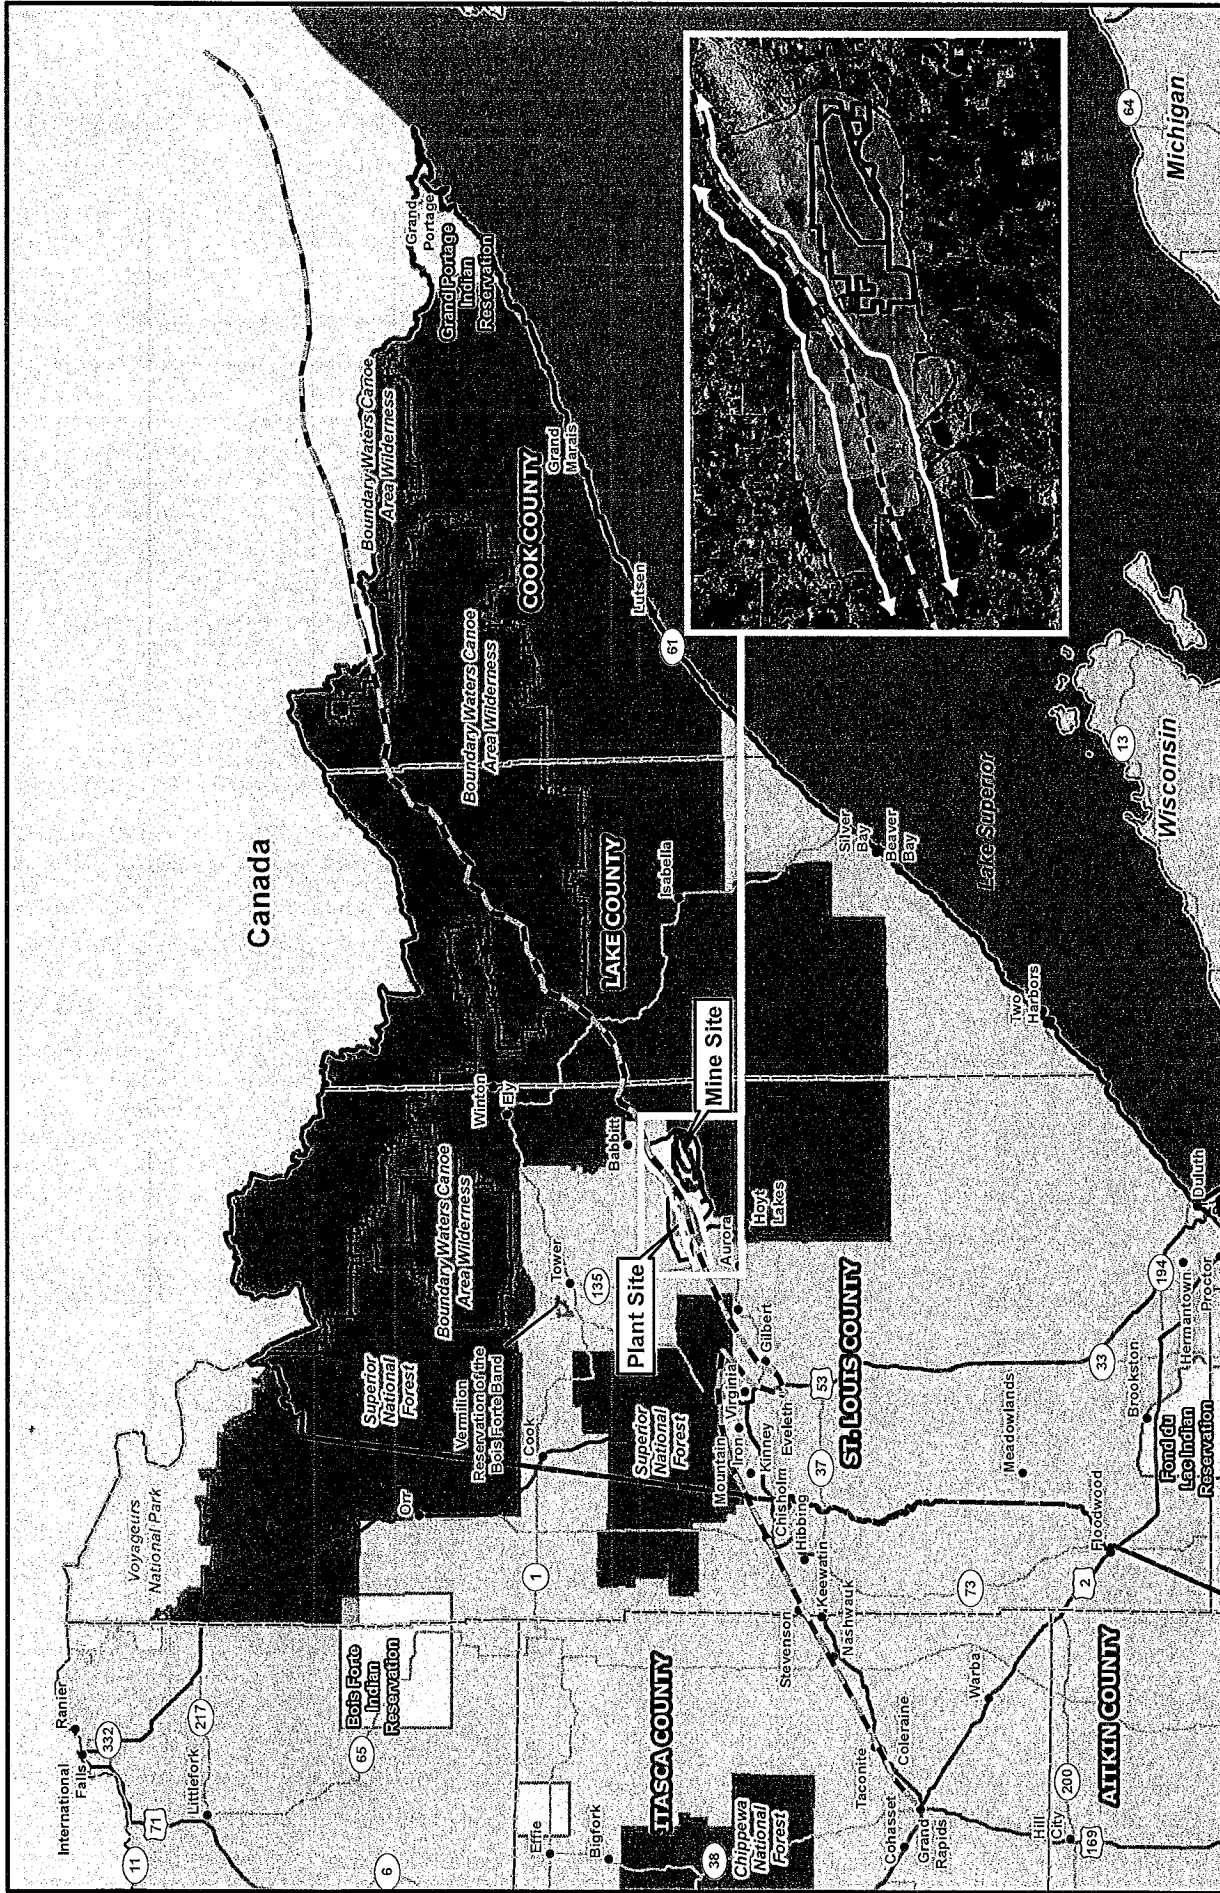 Canada
Voyageurs
National Park
International
Falls
Ranier
332
11
71
217
Littlefork
65
6
Bois Forte
Indian
Reservation
Orr
Superior
National
Forest
Boundary Waters Canoe
Area Wilderness
Vermilion
Reservation of the
Bois Forte Band
Cook
1
Tower
135
Winton
Ely
Babbitt
Effie
Bigfork
38
Chippewa
National
Forest
ITASCA COUNTY
Superior
National
Forest
Plant Site
Mine Site
Aurora
Hoyt
Lakes
Gilbert
Virginia
Mountain
Iron
Kinney
Eveleth
Chisholm
Hibbing
Keewatin
Nashwauk
Stevenson
Coleraine
Taconite
Cohasset
Grand
Rapids
53
37
ST. LOUIS COUNTY
LAKE COUNTY
Isabella
Boundary Waters Canoe
Area Wilderness
COOK COUNTY
Boundary Waters Canoe
Area Wilderness
Grand
Portage
Grand Portage
Indian
Reservation
Grand
Marais
Lutsen
61
Silver
Bay
Beaver
Bay
Two
Harbors
Lake Superior
Duluth
Proctor
Hermantown
194
33
Brookston
Meadowlands
Fond du
Lac Indian
Reservation
Floodwood
73
2
Warba
200
Hill
City
169
AITKIN COUNTY
13
Wisconsin
64
Michigan